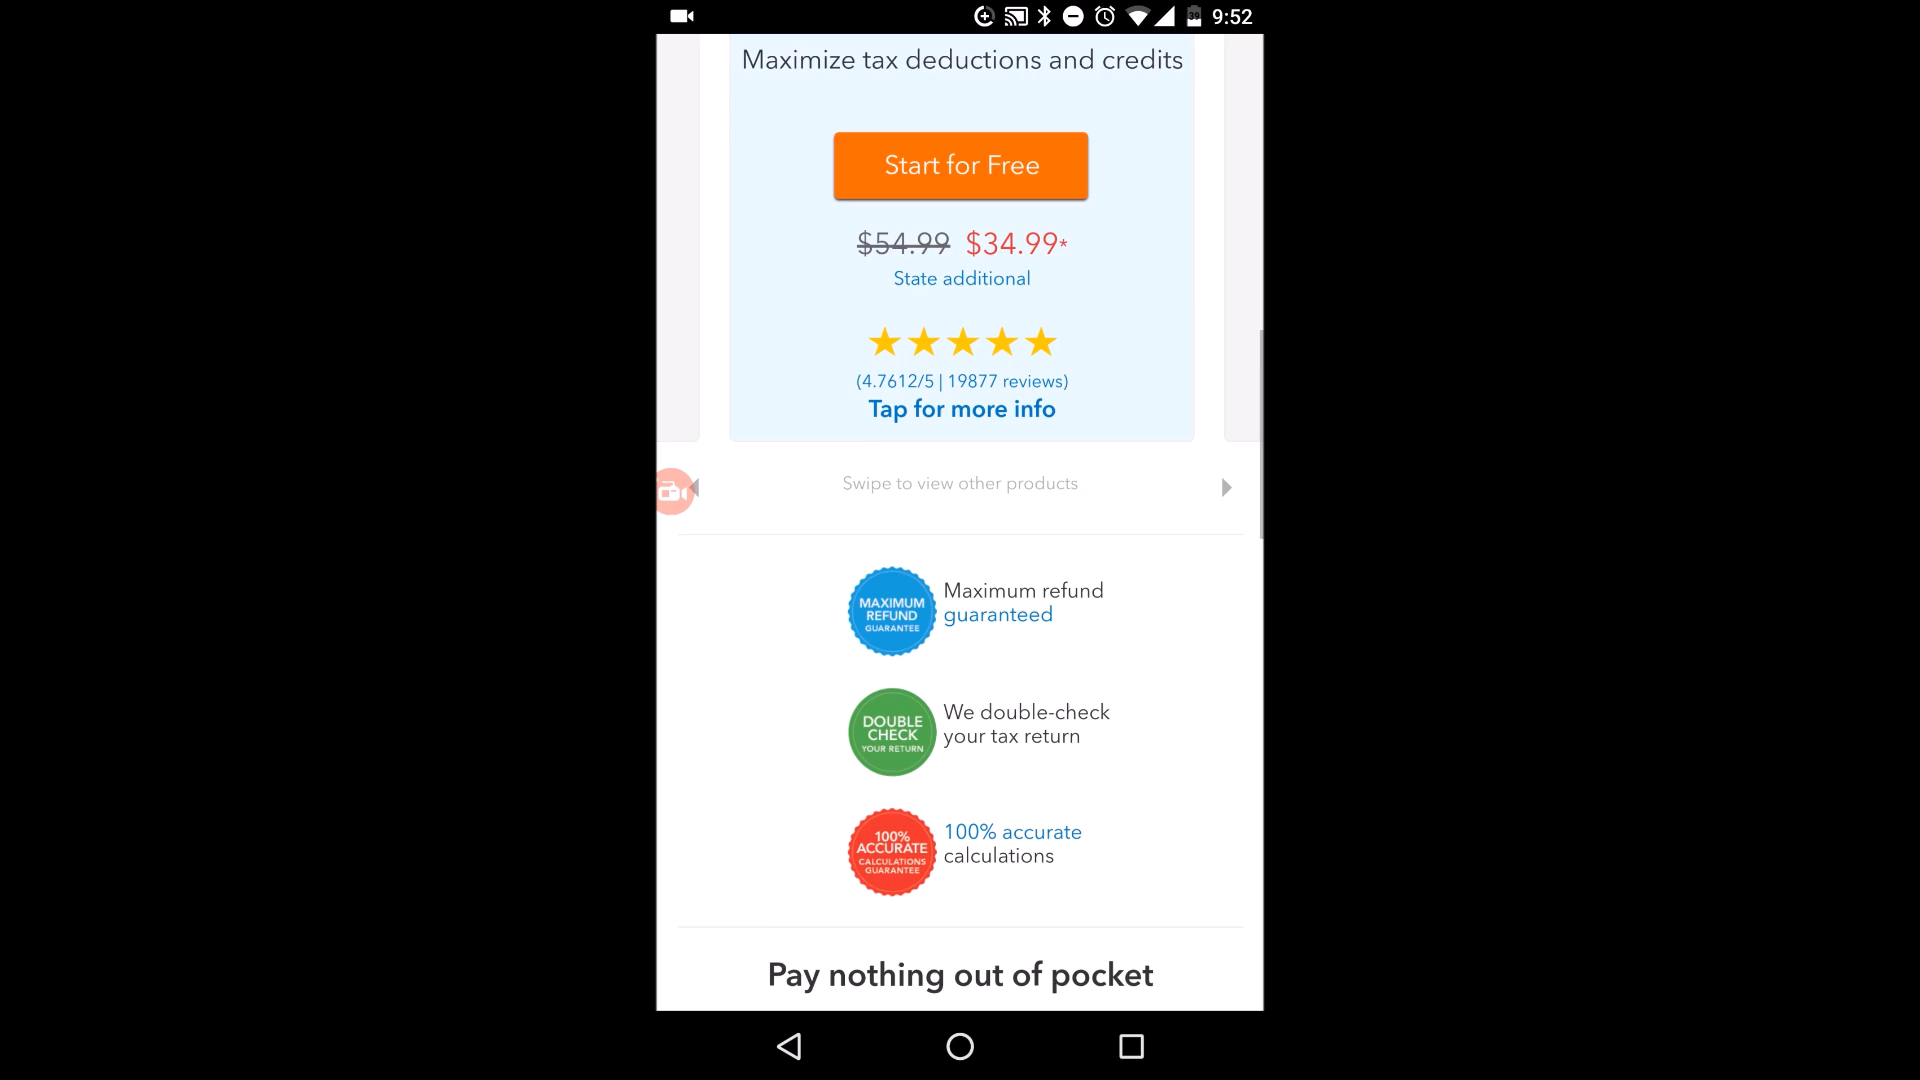 9:52
Maximize tax deductions and credits
Start for Free
$54.99 $34.99*
State additional
(4.7612/5 | 19877 reviews)
Tap for more info
Swipe to view other products
MAXIMUM
REFUND
GUARANTEE
Maximum refund
guaranteed
DOUBLE
CHECK
YOUR RETURN
We double-check
your tax return
100%
ACCURATE
CALCULATIONS
GUARANTEE
100% accurate
calculations
Pay nothing out of pocket